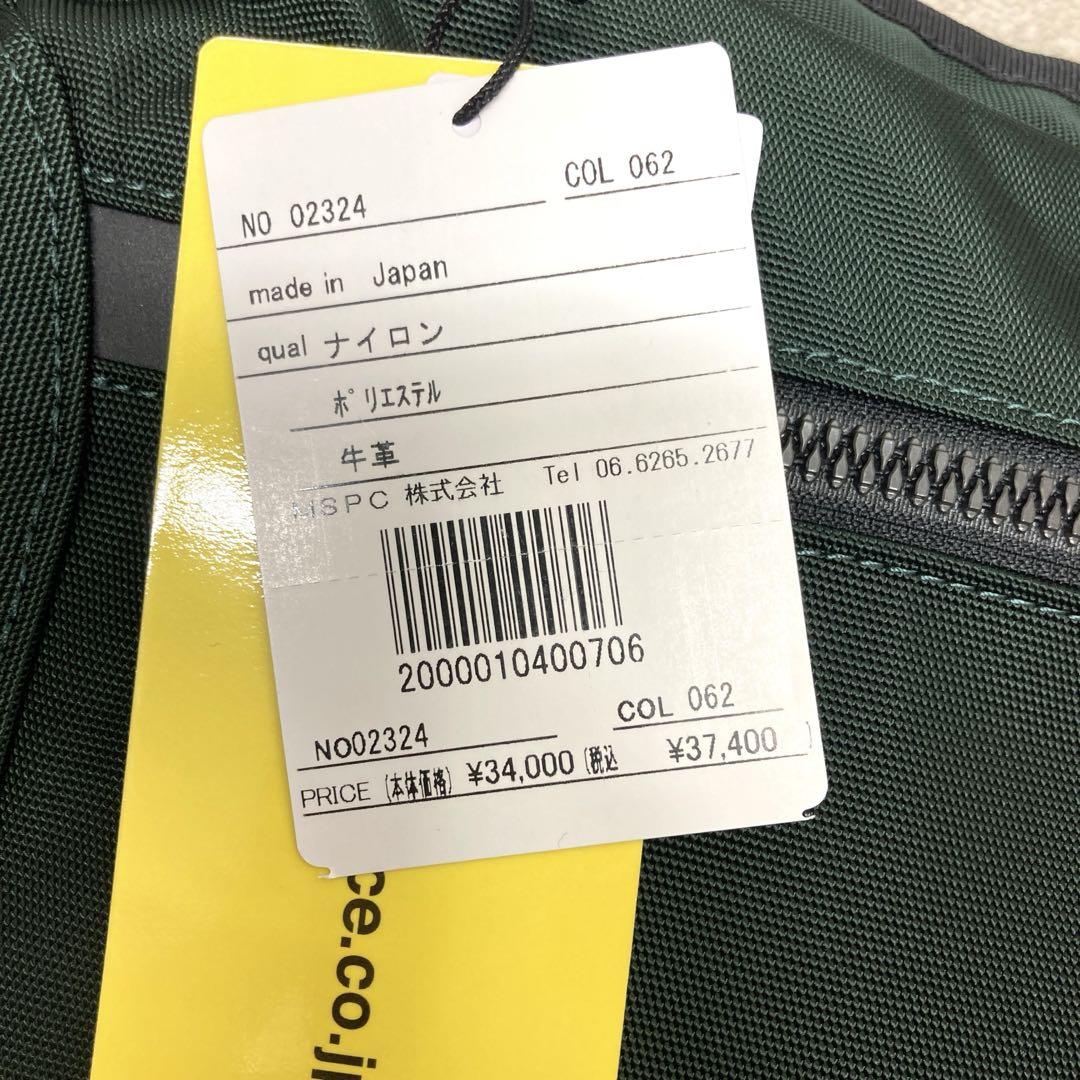 NO 02324 COL 062
made in Japan
qual ナイロン
ポリエステル
牛革
MSPC 株式会社 Tel 06.6265.2677
2000010400706
NO02324 COL 062
PRICE (本体価格) ¥34,000 (税込 ¥37,400 )
ce.co.j